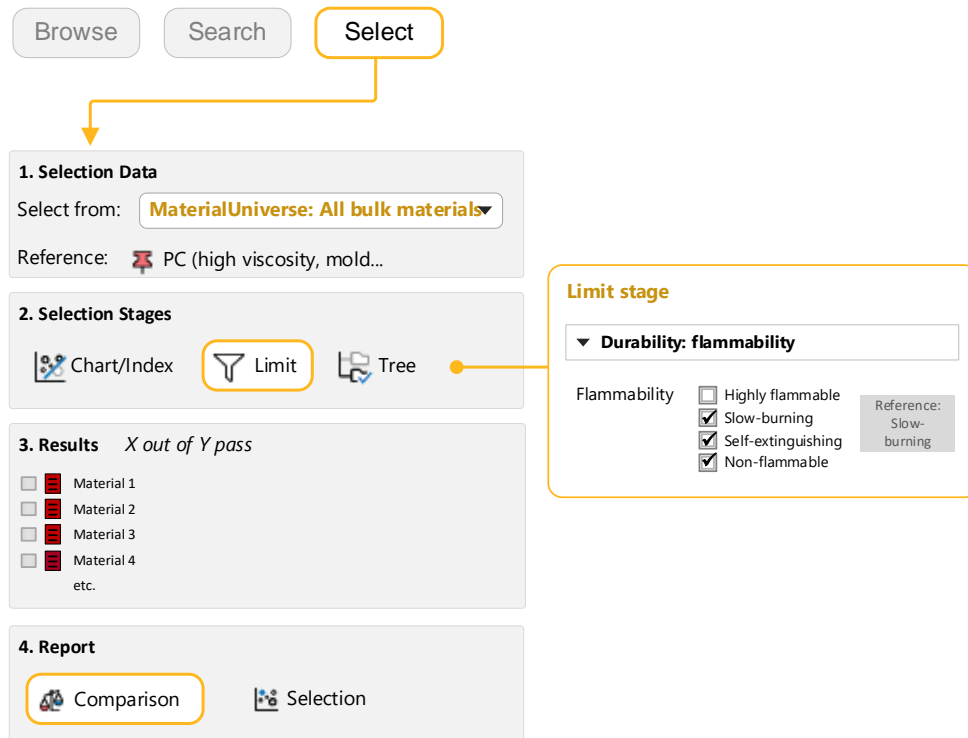 Browse
Search
Select
1. Selection Data
Select from: MaterialUniverse: All bulk materials
Reference: PC (high viscosity, mold...
2. Selection Stages
Chart/Index
Limit
Tree
Limit stage
Durability: flammability
Flammability
Highly flammable
Slow-burning
Self-extinguishing
Non-flammable
Reference:
Slow-
burning
3. Results X out of Y pass
Material 1
Material 2
Material 3
Material 4
etc.
4. Report
Comparison
Selection